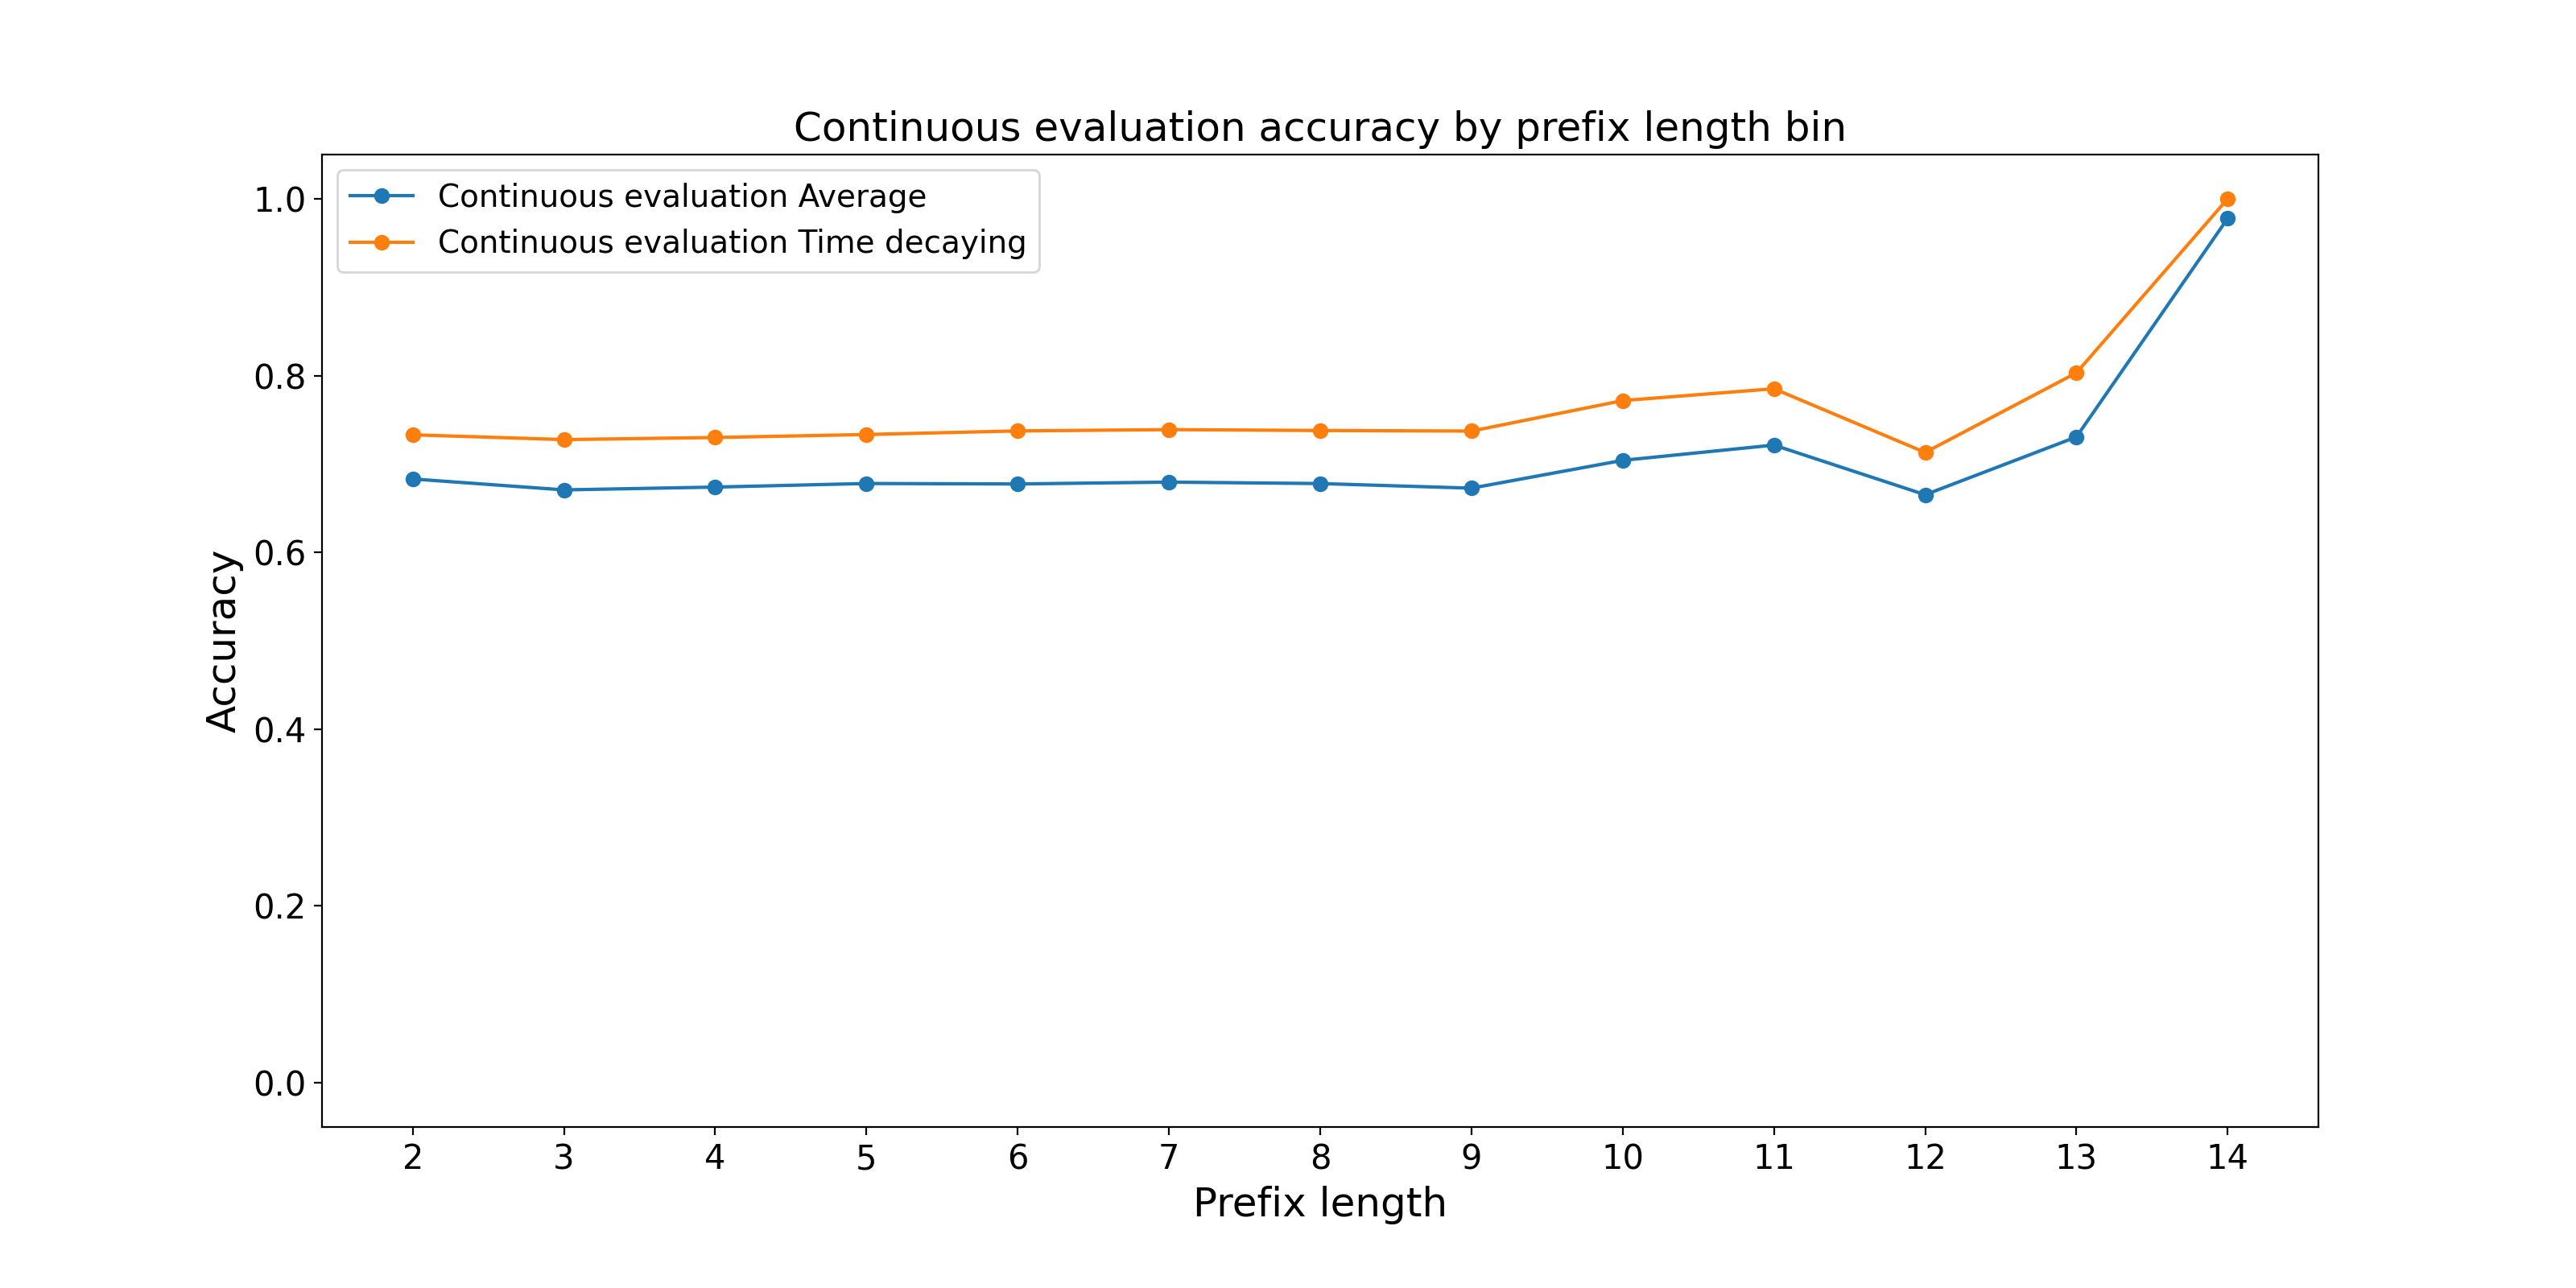 Continuous evaluation accuracy by prefix length bin
Continuous evaluation Average
Continuous evaluation Time decaying
Accuracy
1.0
0.8
0.6
0.4
0.2
0.0
2 3 4 5 6 7 8 9 10 11 12 13 14
Prefix length